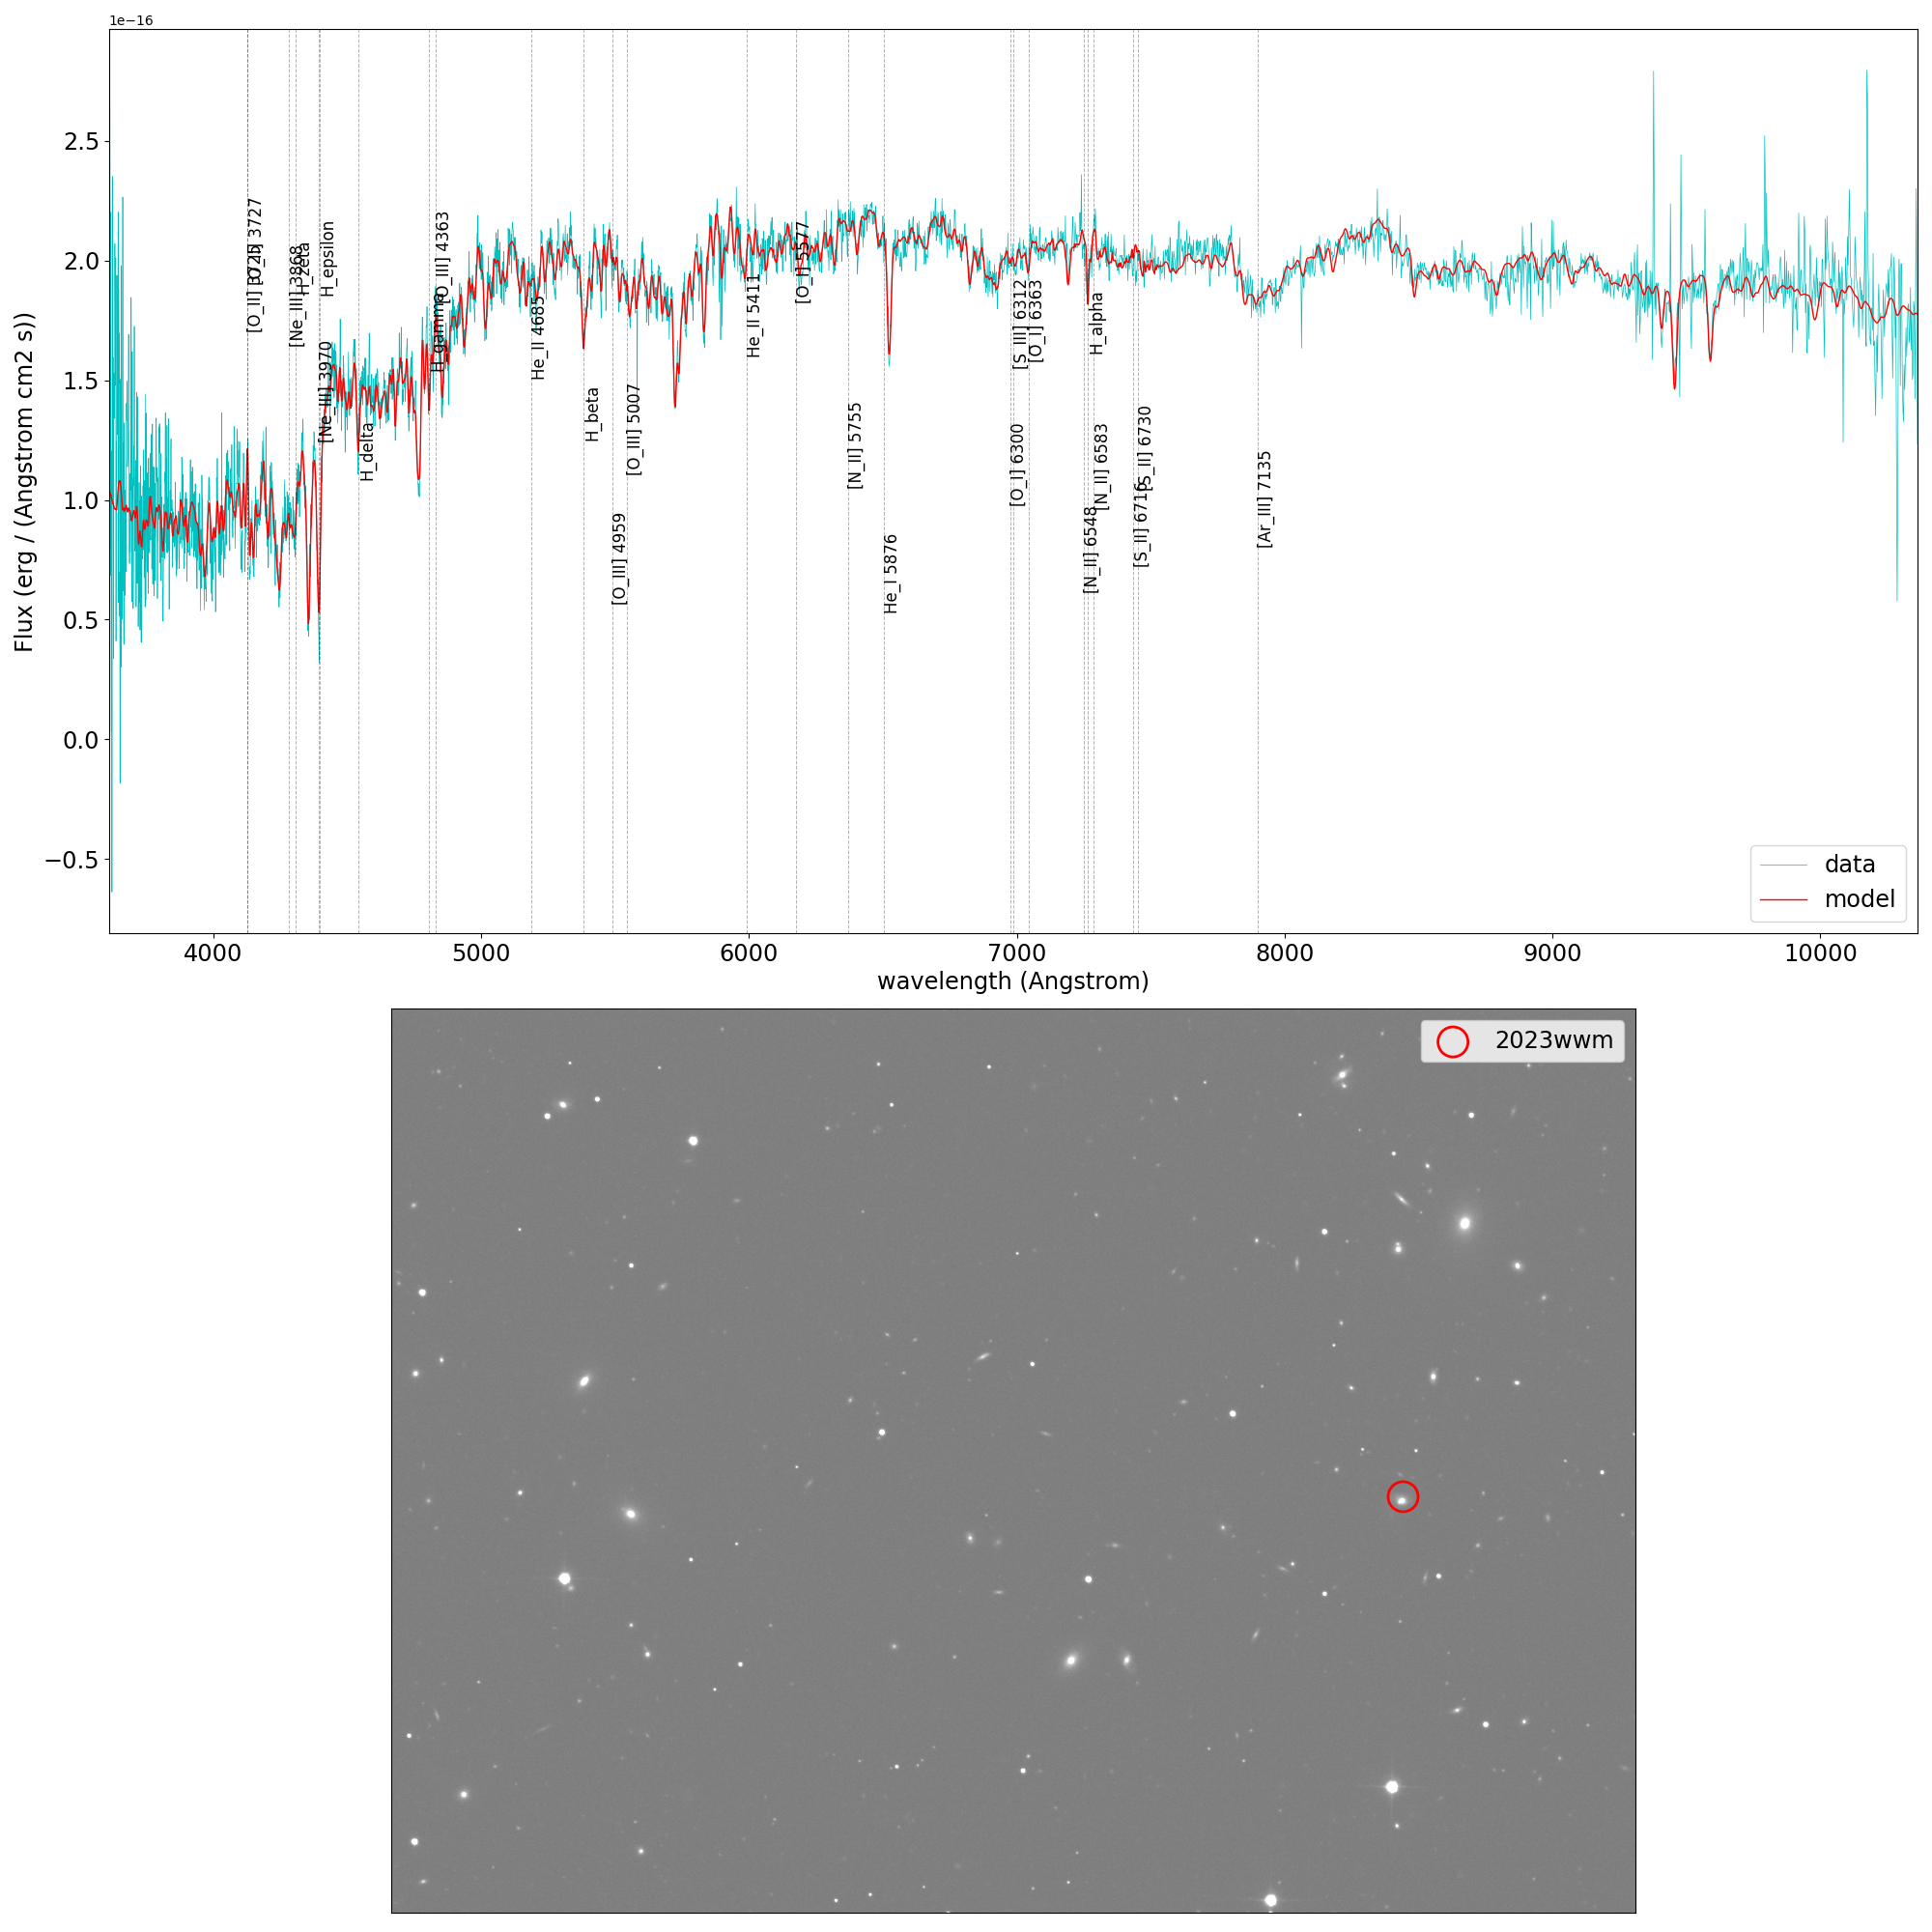 1e−16
Flux (erg / (Angstrom cm2 s))
2.5
2.0
1.5
1.0
0.5
0.0
−0.5
[O_II] 3727
[Ne_III] 3868
H_zeta
H_epsilon
[Ne_III] 3970
H_delta
H_gamma
[O_III] 4363
He_II 4685
H_beta
[O_III] 4959
[O_III] 5007
He_II 5411
[O_I] 5577
[N_II] 5755
He_I 5876
[O_I] 6300
[S_III] 6312
[O_I] 6363
[N_II] 6548
H_alpha
[N_II] 6583
[S_II] 6716
[S_II] 6730
[Ar_III] 7135
data
model
4000 5000 6000 7000 8000 9000 10000
wavelength (Angstrom)
2023wwm